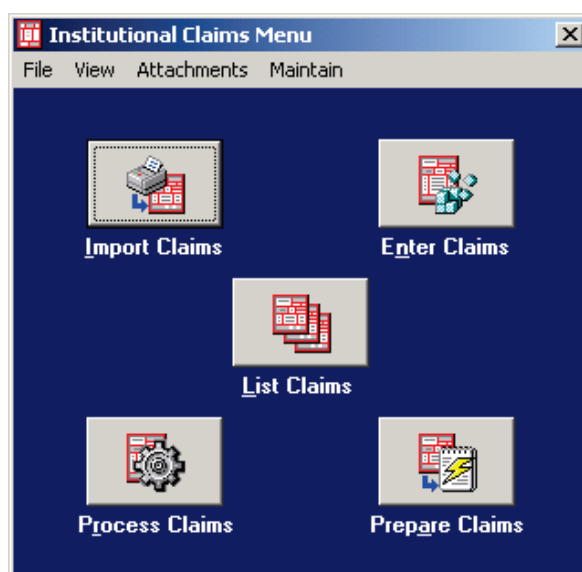 Institutional Claims Menu
File View Attachments Maintain
Import Claims Enter Claims
List Claims
Process Claims Prepare Claims